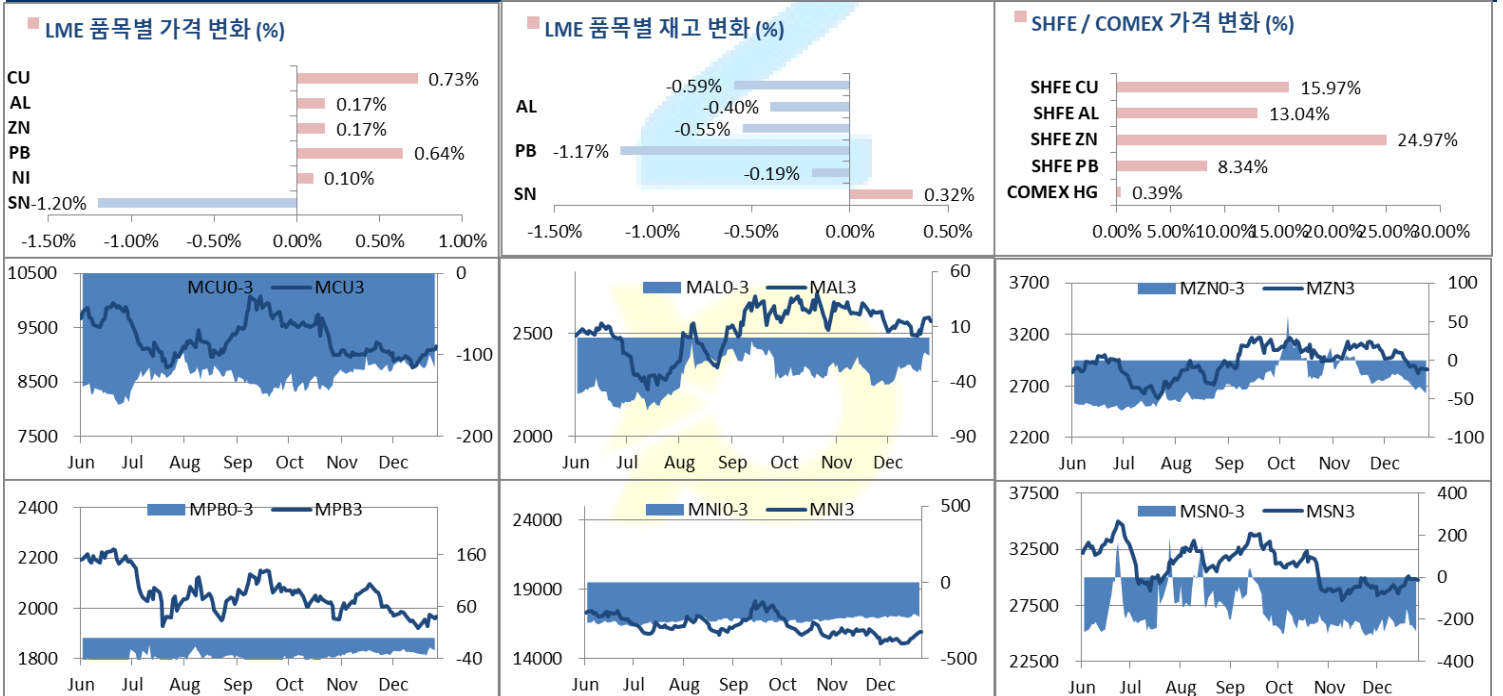 LME 품목별 가격 변화 (%)
CU
0.73%
AL
0.17%
ZN
0.17%
PB
0.64%
NI
0.10%
SN
-1.20%
-1.50%
-1.00%
-0.50%
0.00%
0.50%
1.00%
LME 품목별 재고 변화 (%)
-0.59%
AL
-0.40%
-0.55%
PB
-1.17%
-0.19%
SN
0.32%
-1.50%
-1.00%
-0.50%
0.00%
0.50%
SHFE / COMEX 가격 변화 (%)
SHFE CU
15.97%
SHFE AL
13.04%
SHFE ZN
24.97%
SHFE PB
8.34%
COMEX HG
0.39%
0.00%
5.00%
10.00%
15.00%
20.00%
25.00%
30.00%
MCU0-3 MCU3
10500
9500
8500
7500
0
-100
-200
Jun Jul Aug Sep Oct Nov Dec
MAL0-3 MAL3
2500
2000
60
10
-40
-90
Jun Jul Aug Sep Oct Nov Dec
MZN0-3 MZN3
3700
3200
2700
2200
100
50
0
-50
-100
Jun Jul Aug Sep Oct Nov Dec
MPB0-3 MPB3
2400
2200
2000
1800
160
60
-40
Jun Jul Aug Sep Oct Nov Dec
MNI0-3 MNI3
24000
19000
14000
500
0
-500
Jun Jul Aug Sep Oct Nov Dec
MSN0-3 MSN3
37500
32500
27500
22500
400
200
0
-200
-400
Jun Jul Aug Sep Oct Nov Dec